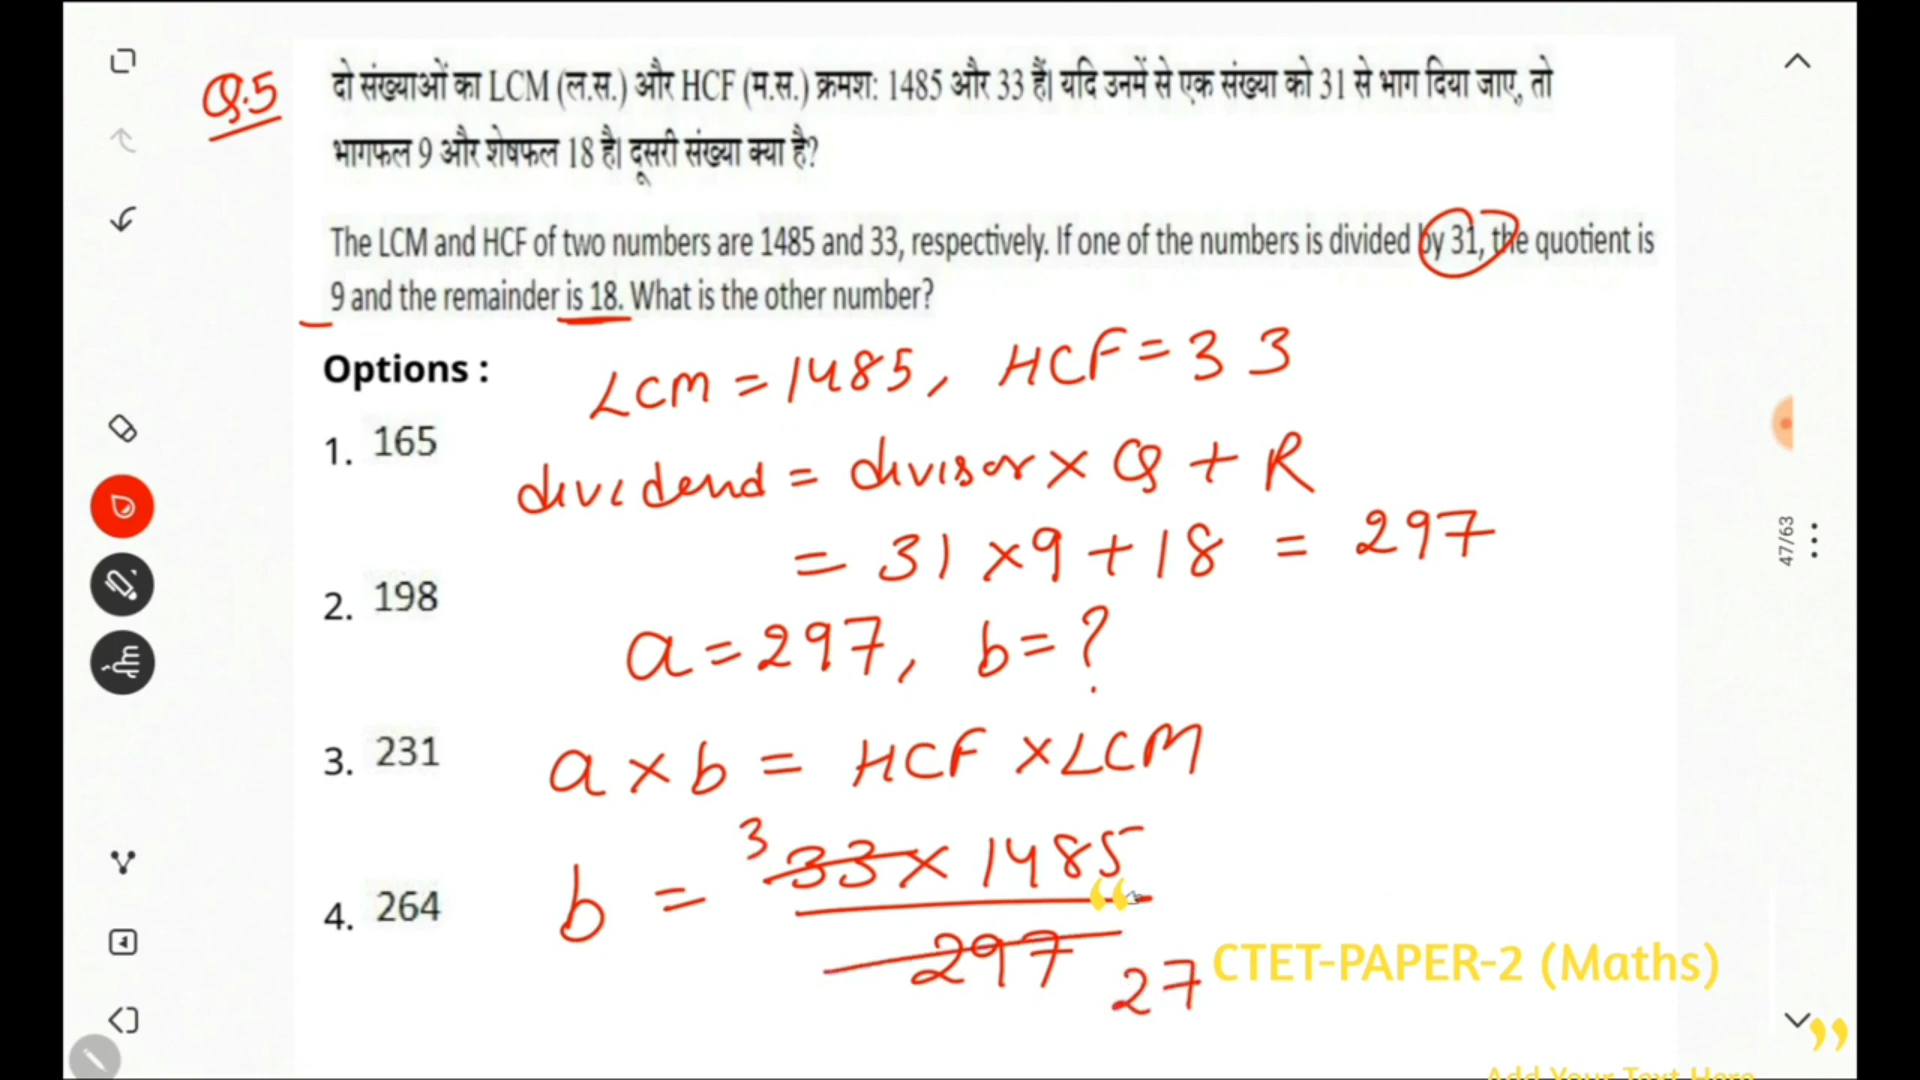 Q.5
दो संख्याओं का LCM (ल.स.) और HCF (म.स.) क्रमश: 1485 और 33 हैं। यदि उनमें से एक संख्या को 31 से भाग दिया जाए, तो
भागफल 9 और शेषफल 18 है। दूसरी संख्या क्या है?
The LCM and HCF of two numbers are 1485 and 33, respectively. If one of the numbers is divided by 31, the quotient is
9 and the remainder is 18. What is the other number?
Options :
LCM = 1485, HCF = 33
1. 165
dividend = divisor × Q + R
= 31 × 9 + 18 = 297
2. 198
a = 297, b = ?
3. 231
a × b = HCF × LCM
4. 264
b = 3 33 × 1485
297 27
47/63
“
CTET-PAPER-2 (Maths)
”
Add Your Text Here